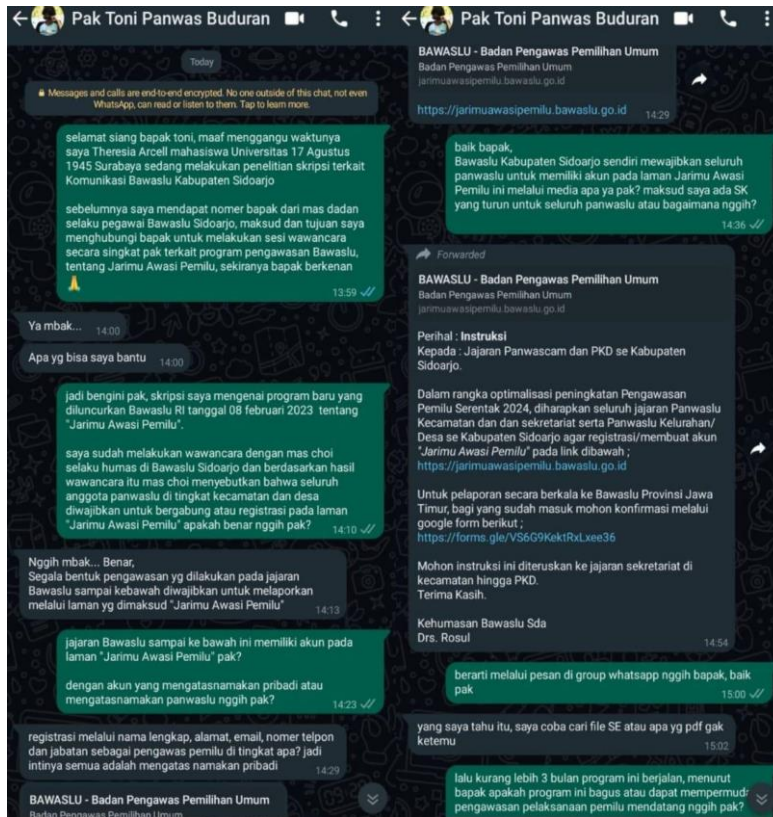 Pak Toni Panwas Buduran
Today
Messages and calls are end-to-end encrypted. No one outside of this chat, not even
WhatsApp, can read or listen to them. Tap to learn more.
selamat siang bapak toni, maaf menggangu waktunya
saya Theresia Arcell mahasiswa Universitas 17 Agustus
1945 Surabaya sedang melakukan penelitian skripsi terkait
Komunikasi Bawaslu Kabupaten Sidoarjo
sebelumnya saya mendapat nomer bapak dari mas dadan
selaku pegawai Bawaslu Sidoarjo, maksud dan tujuan saya
menghubungi bapak untuk melakukan sesi wawancara
secara singkat pak terkait program pengawasan Bawaslu,
tentang Jarimu Awasi Pemilu, sekiranya bapak berkenan
🙏
13:59
Ya mbak... 14:00
Apa yg bisa saya bantu 14:00
jadi bengini pak, skripsi saya mengenai program baru yang
diluncurkan Bawaslu RI tanggal 08 februari 2023 tentang
"Jarimu Awasi Pemilu".
saya sudah melakukan wawancara dengan mas choi
selaku humas di Bawaslu Sidoarjo dan berdasarkan hasil
wawancara itu mas choi menyebutkan bahwa seluruh
anggota panwaslu di tingkat kecamatan dan desa
diwajibkan untuk bergabung atau registrasi pada laman
"Jarimu Awasi Pemilu" apakah benar nggih pak? 14:10
Nggih mbak... Benar,
Segala bentuk pengawasan yg dilakukan pada jajaran
Bawaslu sampai kebawah diwajibkan untuk melaporkan
melalui laman yg dimaksud "Jarimu Awasi Pemilu" 14:13
jajaran Bawaslu sampai ke bawah ini memiliki akun pada
laman "Jarimu Awasi Pemilu" pak?
dengan akun yang mengatasnamakan pribadi atau
mengatasnamakan panwaslu nggih pak? 14:23
registrasi melalui nama lengkap, alamat, email, nomer telpon
dan jabatan sebagai pengawas pemilu di tingkat apa? jadi
intinya semua adalah mengatas namakan pribadi 14:29
BAWASLU - Badan Pengawas Pemilihan Umum
Badan Pengawas Pemilihan Umum
Pak Toni Panwas Buduran
BAWASLU - Badan Pengawas Pemilihan Umum
Badan Pengawas Pemilihan Umum
jarimuawasipemilu.bawaslu.go.id
https://jarimuawasipemilu.bawaslu.go.id 14:29
baik bapak,
Bawaslu Kabupaten Sidoarjo sendiri mewajibkan seluruh
panwaslu untuk memiliki akun pada laman Jarimu Awasi
Pemilu ini melalui media apa ya pak? maksud saya ada SK
yang turun untuk seluruh panwaslu atau bagaimana nggih?
14:36
Forwarded
BAWASLU - Badan Pengawas Pemilihan Umum
Badan Pengawas Pemilihan Umum
jarimuawasipemilu.bawaslu.go.id
Perihal : Instruksi
Kepada : Jajaran Panwascam dan PKD se Kabupaten
Sidoarjo.
Dalam rangka optimalisasi peningkatan Pengawasan
Pemilu Serentak 2024, diharapkan seluruh jajaran Panwaslu
Kecamatan dan dan sekretariat serta Panwaslu Kelurahan/
Desa se Kabupaten Sidoarjo agar registrasi/membuat akun
"Jarimu Awasi Pemilu" pada link dibawah ;
https://jarimuawasipemilu.bawaslu.go.id
Untuk pelaporan secara berkala ke Bawaslu Provinsi Jawa
Timur, bagi yang sudah masuk mohon konfirmasi melalui
google form berikut ;
https://forms.gle/VS6G9KektRxLxee36
Mohon instruksi ini diteruskan ke jajaran sekretariat di
kecamatan hingga PKD.
Terima Kasih.
Kehumasan Bawaslu Sda
Drs. Rosul
14:54
berarti melalui pesan di group whatsapp nggih bapak, baik
pak
15:00
yang saya tahu itu, saya coba cari file SE atau apa yg pdf gak
ketemu
15:02
lalu kurang lebih 3 bulan program ini berjalan, menurut
bapak apakah program ini bagus atau dapat mempermuda
pengawasan pelaksanaan pemilu mendatang nggih pak?